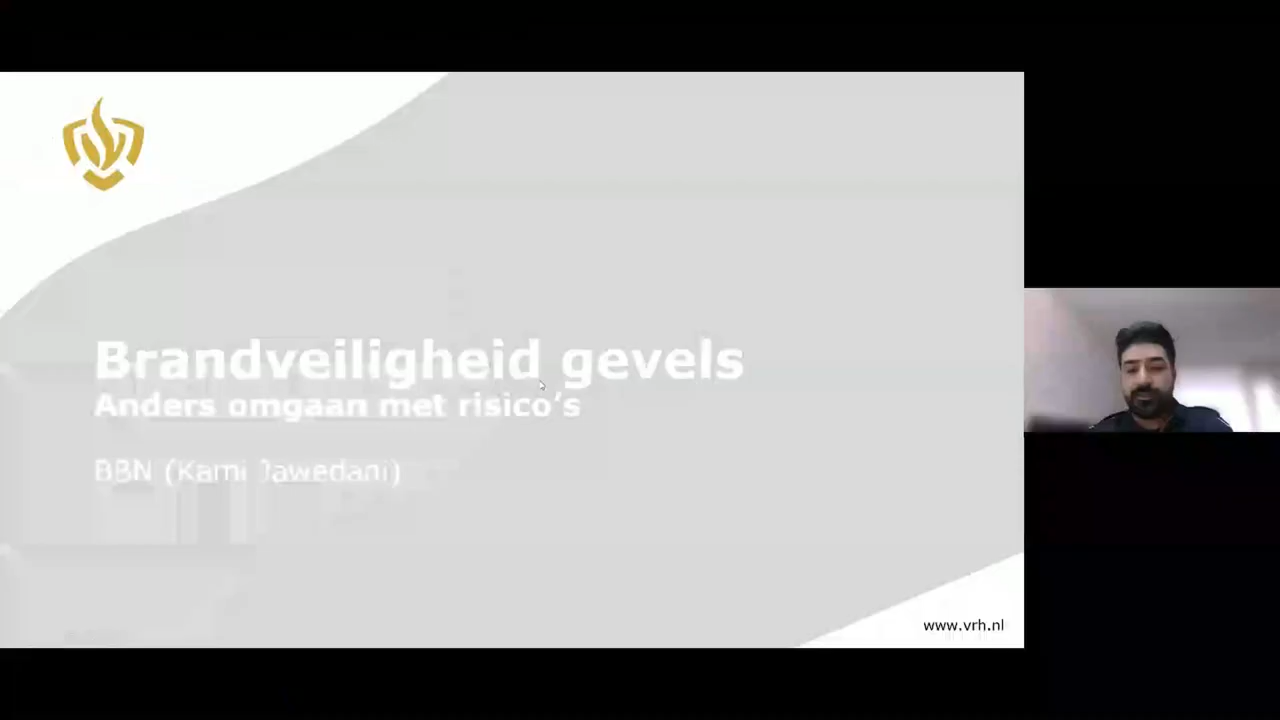 Brandveiligheid gevels
Anders omgaan met risico's
BBN (Kami Jawedani)
www.vrh.nl